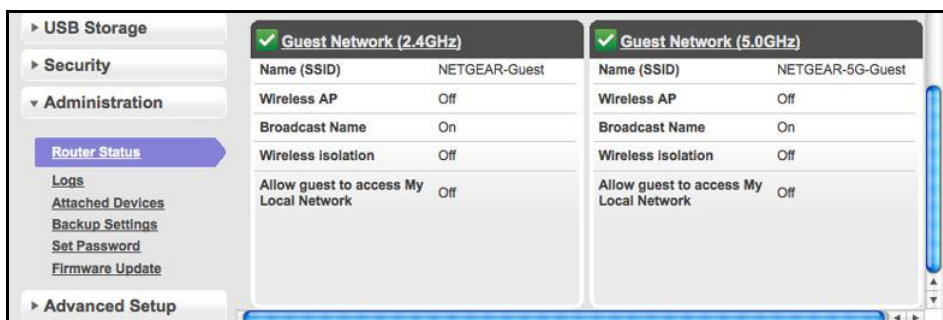 USB Storage
Security
Administration
Router Status
Logs
Attached Devices
Backup Settings
Set Password
Firmware Update
Advanced Setup
Guest Network (2.4GHz)
Name (SSID) NETGEAR-Guest
Wireless AP Off
Broadcast Name On
Wireless isolation Off
Allow guest to access My
Local Network Off
Guest Network (5.0GHz)
Name (SSID) NETGEAR-5G-Guest
Wireless AP Off
Broadcast Name On
Wireless isolation Off
Allow guest to access My
Local Network Off